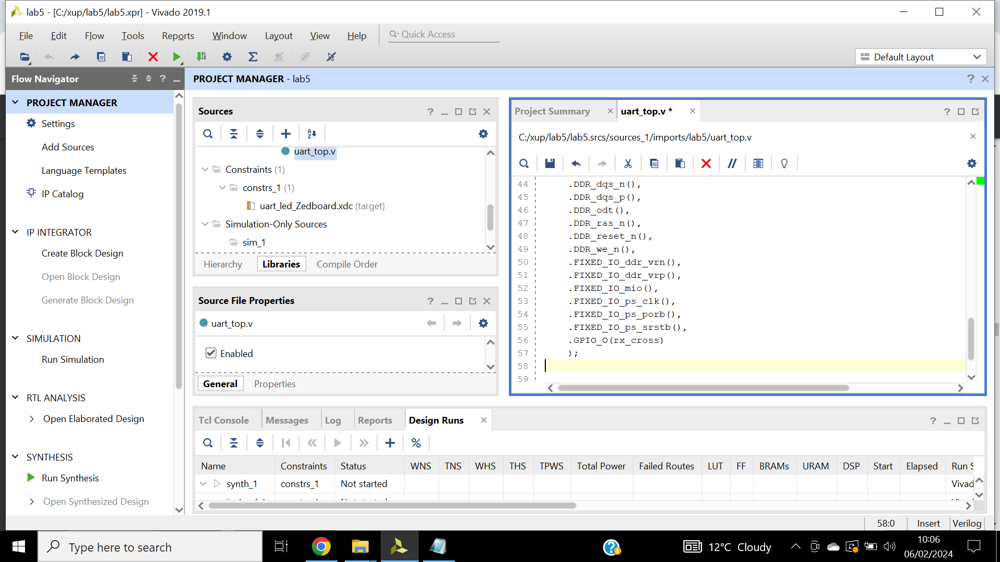 lab5 - [C:/xup/lab5/lab5.xpr] - Vivado 2019.1
File Edit Flow Tools Reports Window Layout View Help Quick Access
Default Layout
Flow Navigator
PROJECT MANAGER
Settings
Add Sources
Language Templates
IP Catalog
IP INTEGRATOR
Create Block Design
Open Block Design
Generate Block Design
SIMULATION
Run Simulation
RTL ANALYSIS
Open Elaborated Design
SYNTHESIS
Run Synthesis
Open Synthesized Design
PROJECT MANAGER - lab5
Sources
uart_top.v
Constraints (1)
constrs_1 (1)
uart_led_Zedboard.xdc (target)
Simulation-Only Sources
sim_1
Hierarchy Libraries Compile Order
Source File Properties
uart_top.v
Enabled
General Properties
Project Summary uart_top.v *
C:/xup/lab5/lab5.srcs/sources_1/imports/lab5/uart_top.v
44 .DDR_dqs_n(),
45 .DDR_dqs_p(),
46 .DDR_odt(),
47 .DDR_ras_n(),
48 .DDR_reset_n(),
49 .DDR_we_n(),
50 .FIXED_IO_ddr_vrn(),
51 .FIXED_IO_ddr_vrp(),
52 .FIXED_IO_mio(),
53 .FIXED_IO_ps_clk(),
54 .FIXED_IO_ps_porb(),
55 .FIXED_IO_ps_srstb(),
56 .GPIO_O(rx_cross)
57 );
58
59
Tcl Console Messages Log Reports Design Runs
Name Constraints Status WNS TNS WHS THS TPWS Total Power Failed Routes LUT FF BRAMs URAM DSP Start Elapsed Run S
synth_1 constrs_1 Not started Vivad
58:0 Insert Verilog
Type here to search
12°C Cloudy
10:06
06/02/2024